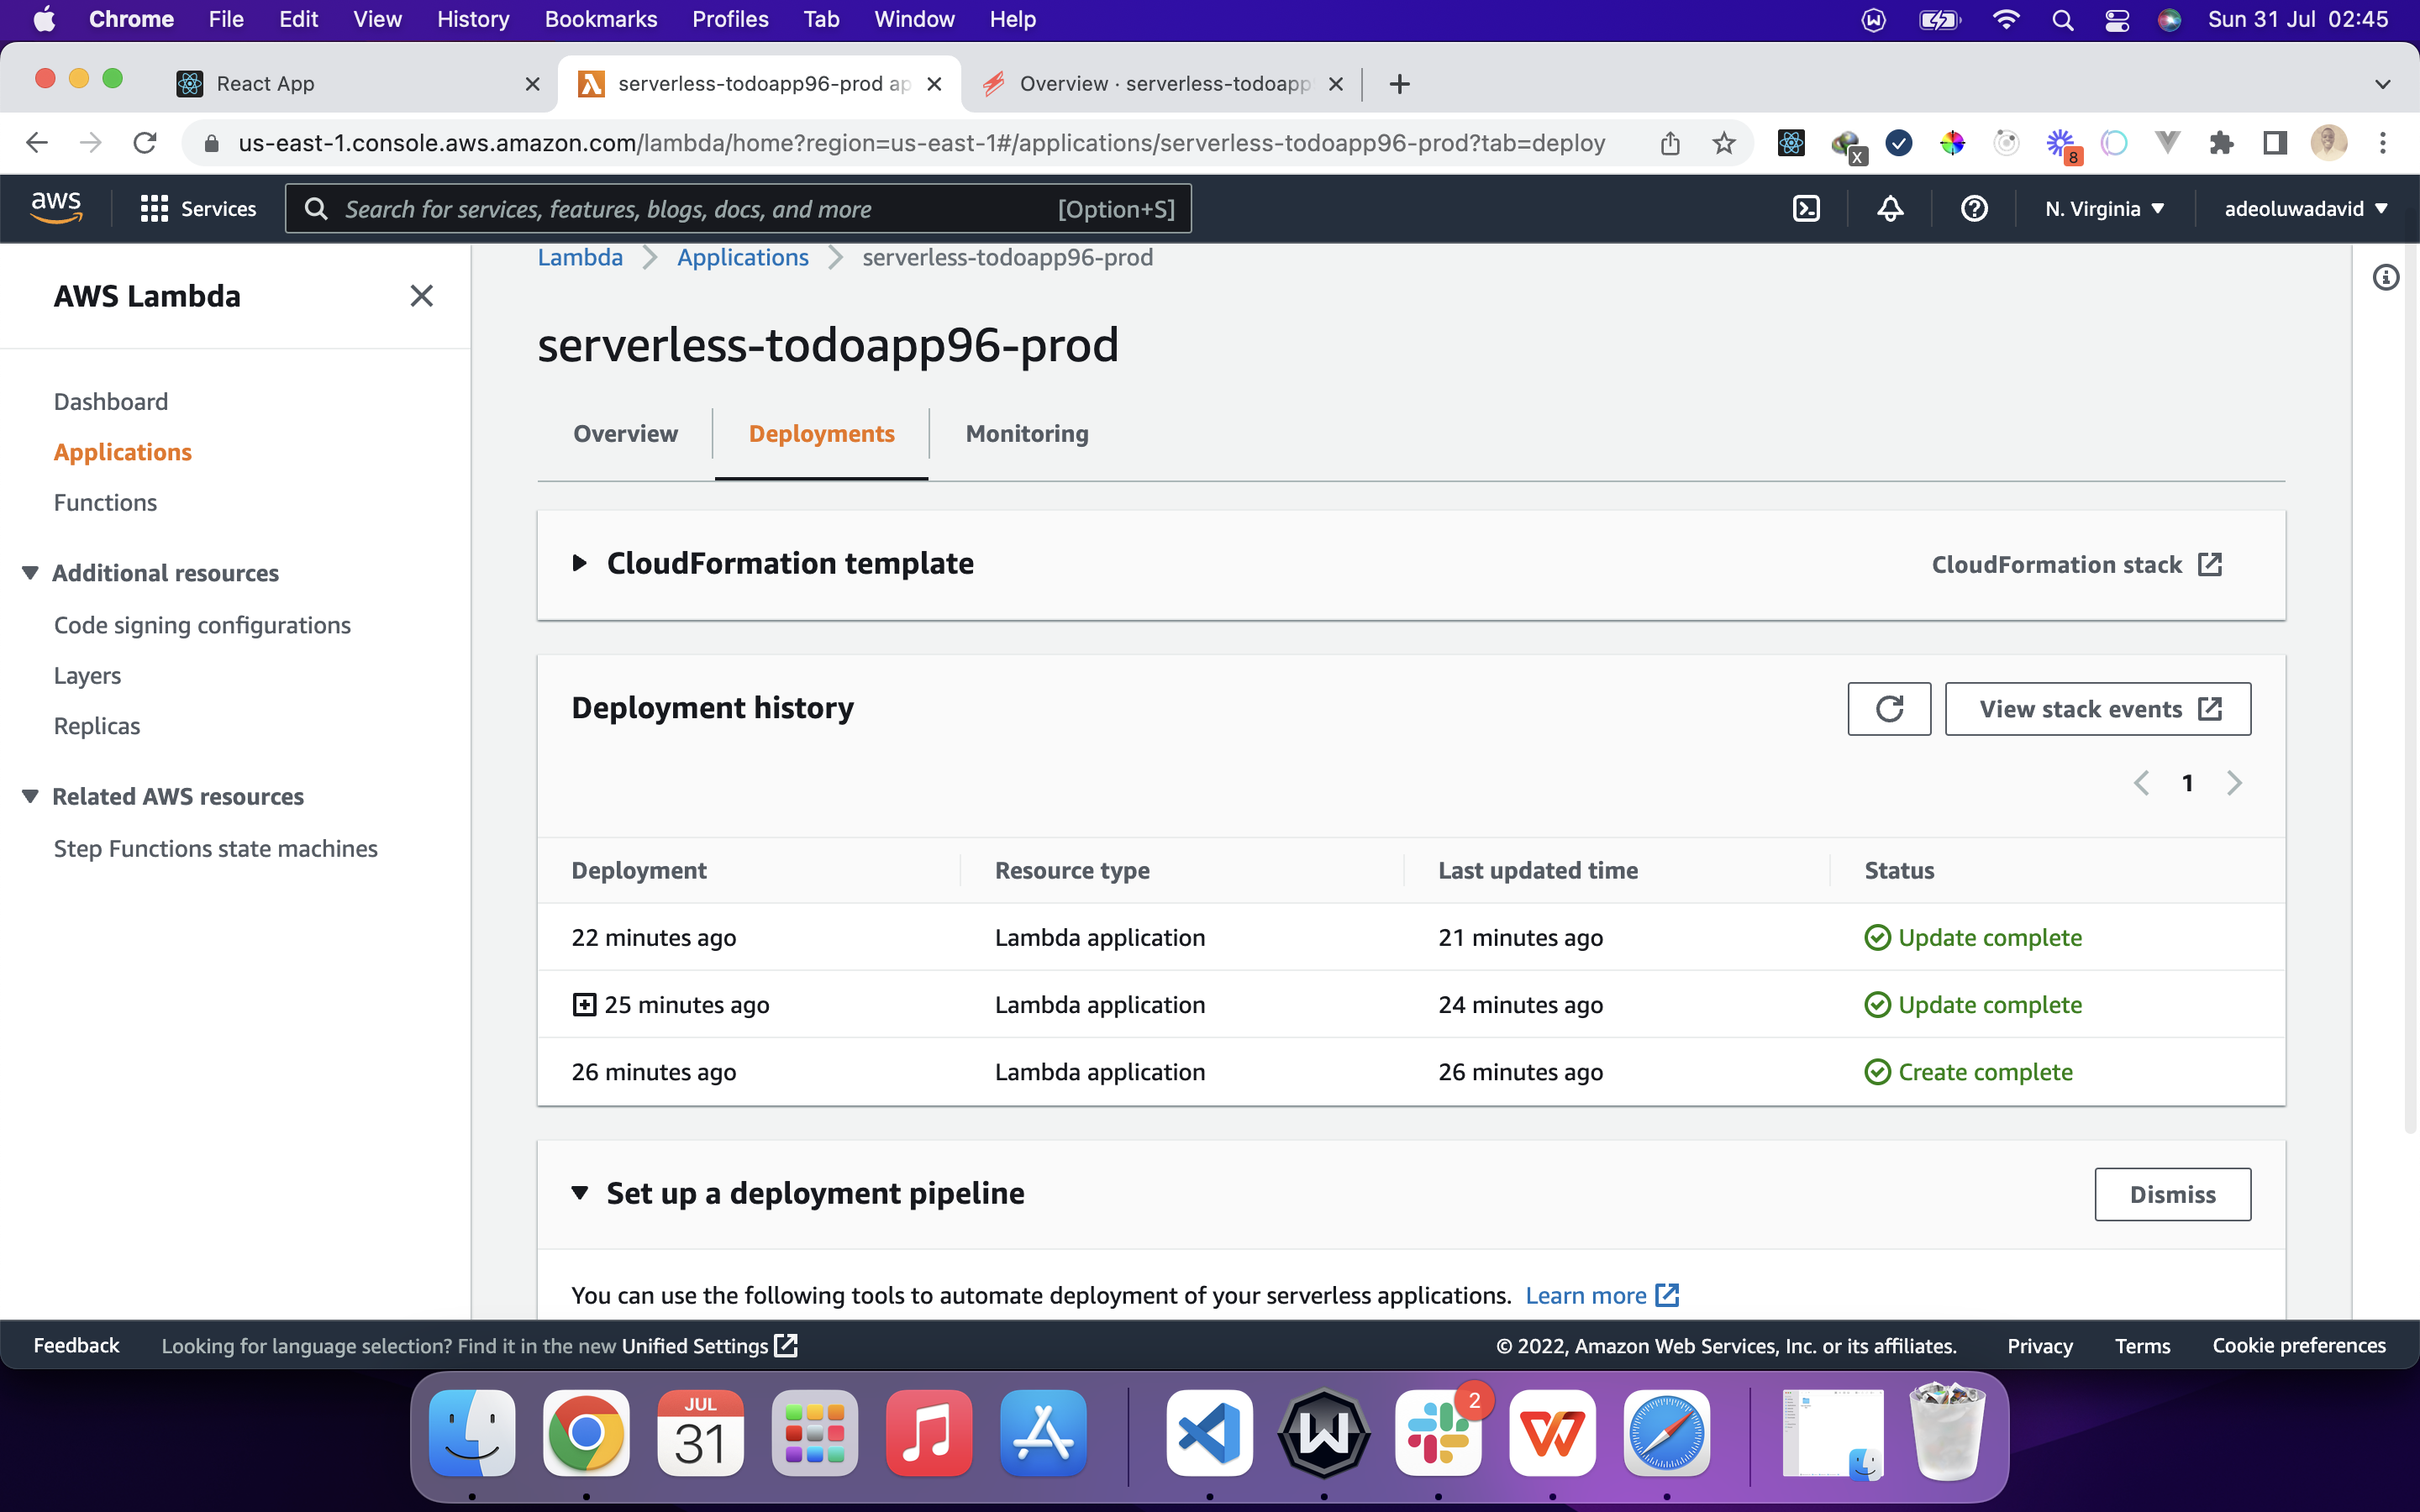 Chrome File Edit View History Bookmarks Profiles Tab Window Help Sun 31 Jul 02:45
React App serverless-todoapp96-prod ap Overview · serverless-todoapp
us-east-1.console.aws.amazon.com/lambda/home?region=us-east-1#/applications/serverless-todoapp96-prod?tab=deploy X 8
aws Services Search for services, features, blogs, docs, and more [Option+S] N. Virginia adeoluwadavid
AWS Lambda
Dashboard
Applications
Functions
Additional resources
Code signing configurations
Layers
Replicas
Related AWS resources
Step Functions state machines
Lambda Applications serverless-todoapp96-prod
serverless-todoapp96-prod
Overview Deployments Monitoring
CloudFormation template CloudFormation stack
Deployment history View stack events
1
Deployment Resource type Last updated time Status
22 minutes ago Lambda application 21 minutes ago Update complete
25 minutes ago Lambda application 24 minutes ago Update complete
26 minutes ago Lambda application 26 minutes ago Create complete
Set up a deployment pipeline Dismiss
You can use the following tools to automate deployment of your serverless applications. Learn more
Feedback Looking for language selection? Find it in the new Unified Settings © 2022, Amazon Web Services, Inc. or its affiliates. Privacy Terms Cookie preferences
JUL
31
2